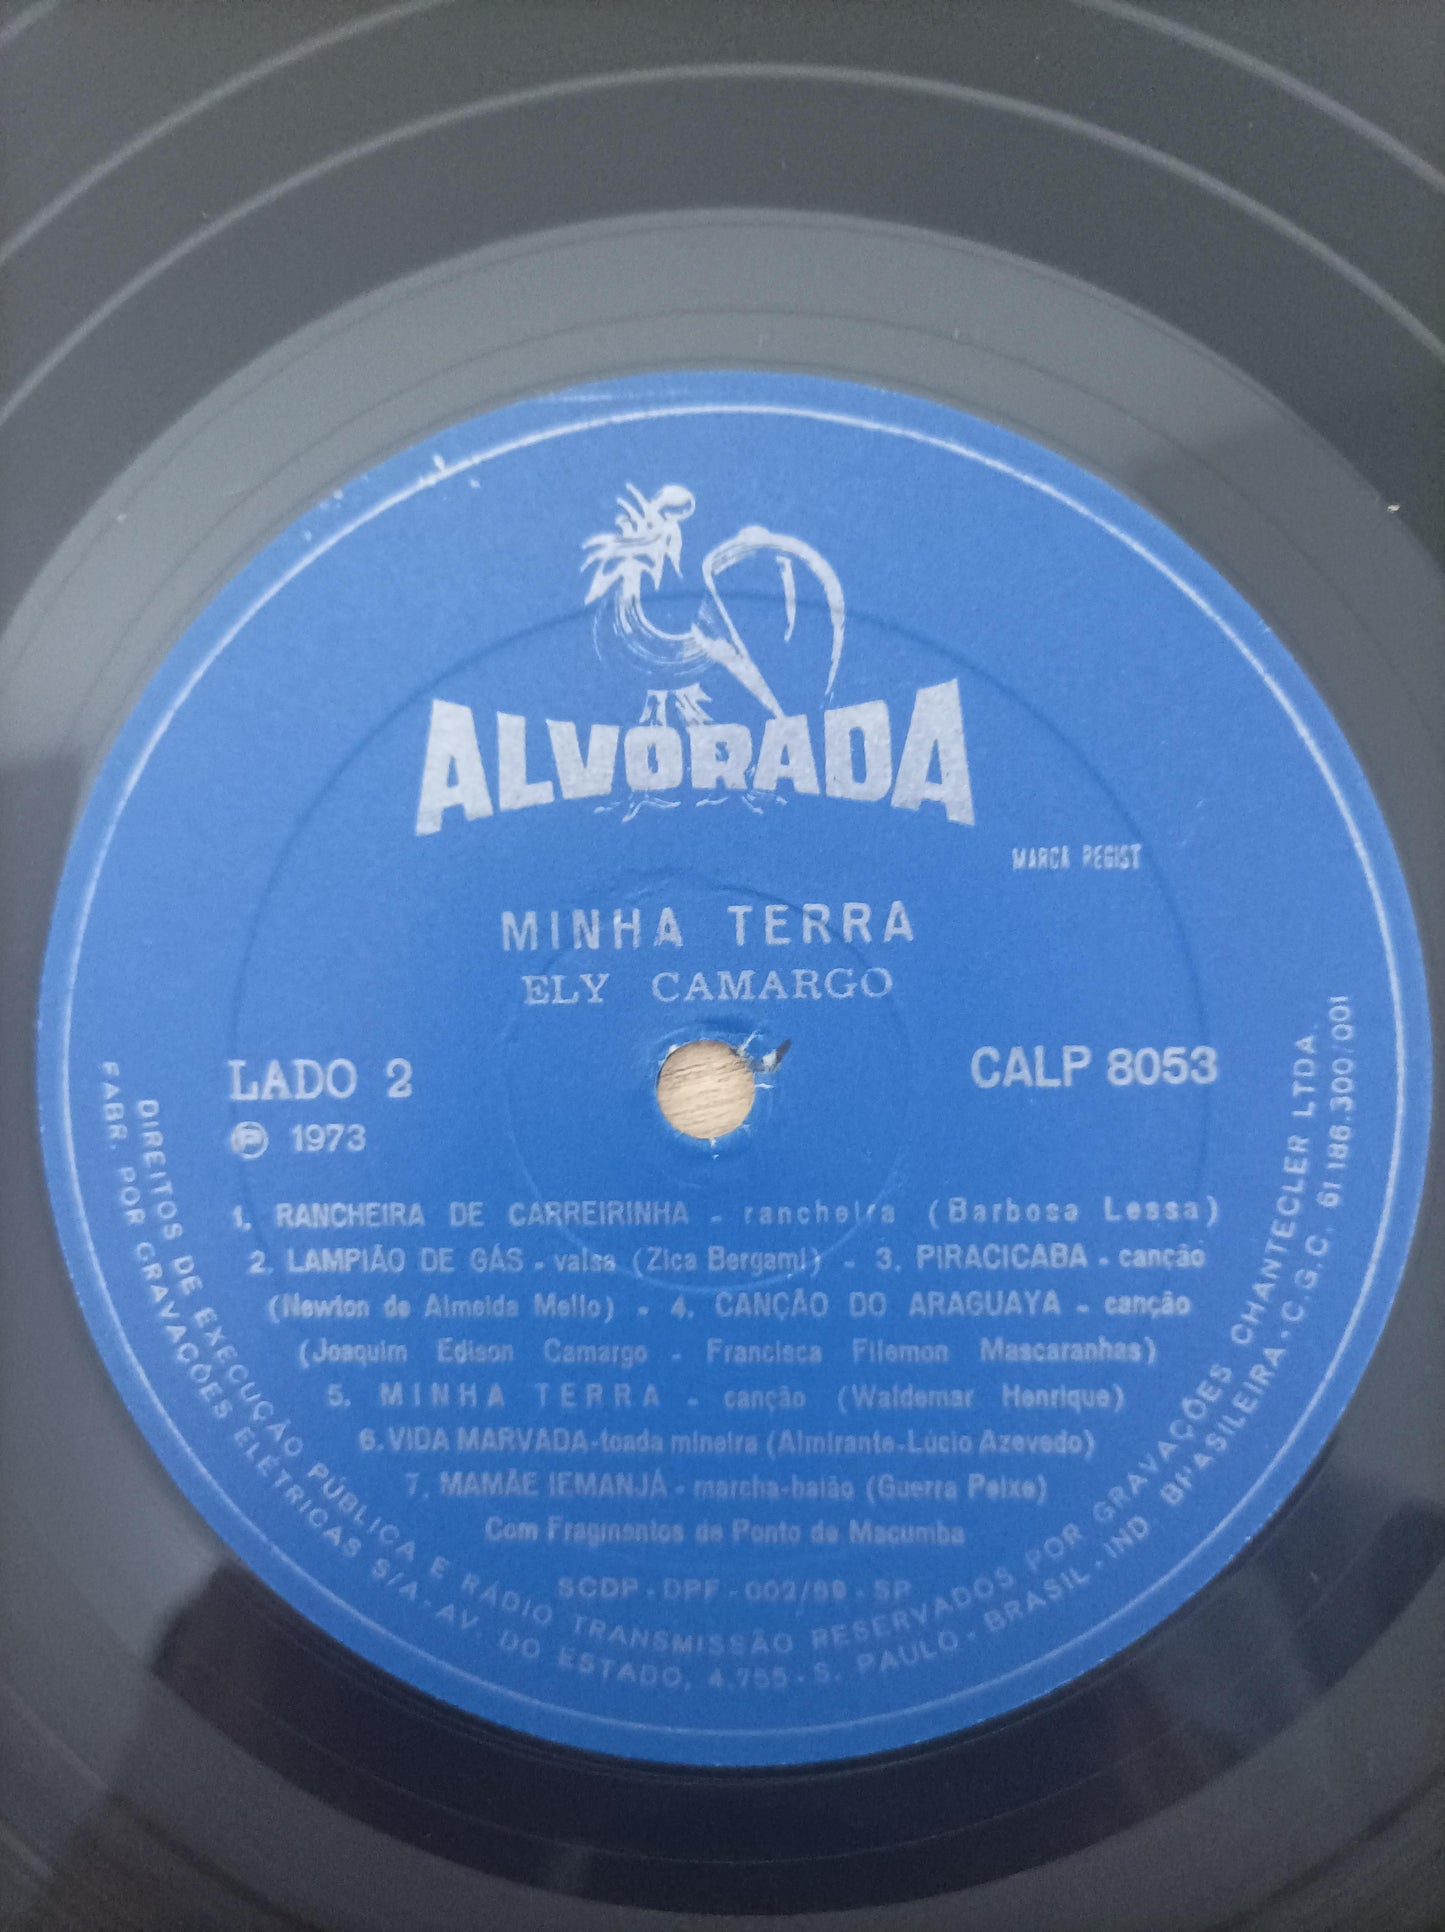 ALVORADA
MARCA REGIST
MINHA TERRA
ELY CAMARGO
LADO 2
CALP 8053
Ⓟ 1973
1. RANCHEIRA DE CARREIRINHA - rancheira (Barbosa Lessa)
2. LAMPIÃO DE GÁS - valsa (Zica Bergami) - 3. PIRACICABA - canção
(Newton de Almeida Mello) - 4. CANÇÃO DO ARAGUAYA - canção
(Joaquim Edison Camargo - Francisca Filemon Mascaranhas)
5. MINHA TERRA - canção (Waldemar Henrique)
6. VIDA MARVADA-toada mineira (Almirante-Lúcio Azevedo)
7. MAMÃE IEMANJÁ - marcha-baião (Guerra Peixe)
Com Fragmentos de Ponto de Macumba
SCDP - DPF - 002/69 - SP
DIREITOS DE EXECUÇÃO PÚBLICA E RÁDIO TRANSMISSÃO RESERVADOS POR GRAVAÇÕES CHANTECLER LTDA.
FABR. POR GRAVAÇÕES ELÉTRICAS S/A - AV. DO ESTADO, 4.755 - S. PAULO - BRASIL - IND. BRASILEIRA - C.G.C. 61.186.300/001